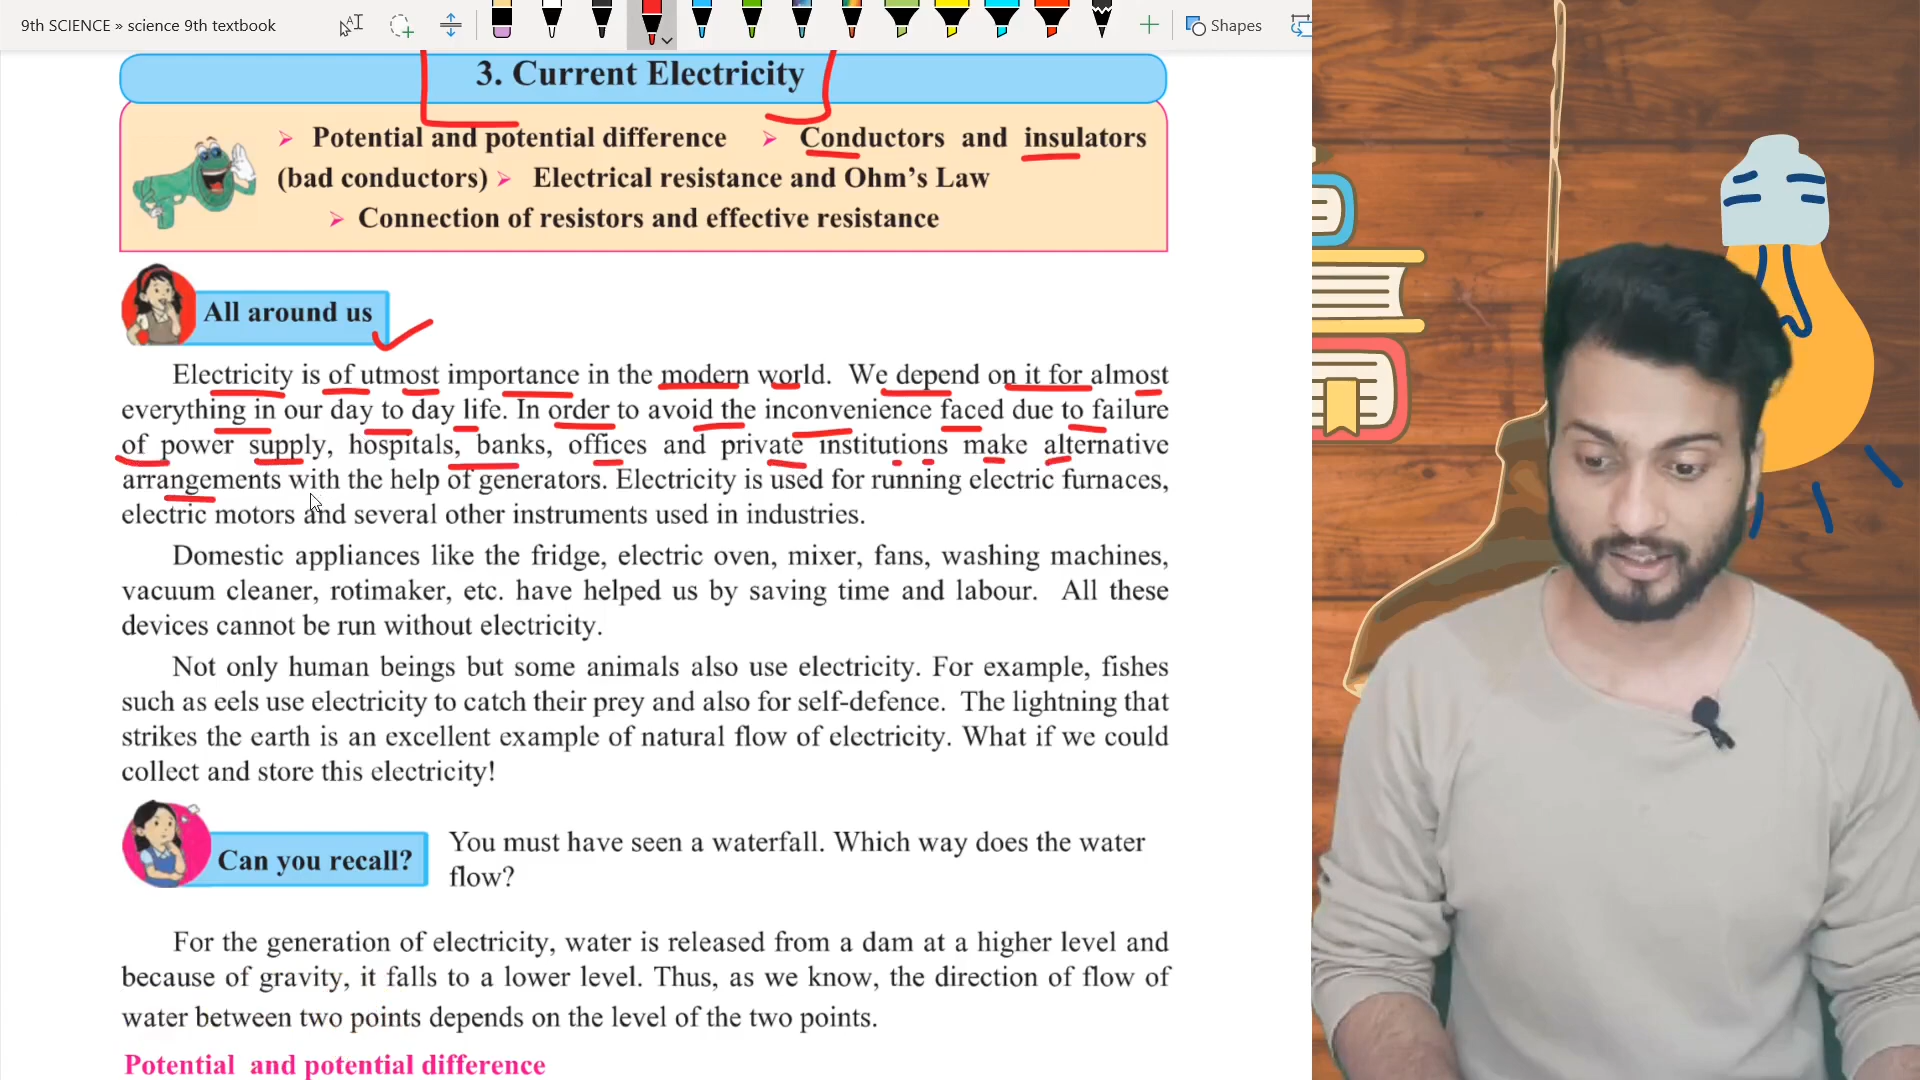 9th SCIENCE » science 9th textbook
Shapes
3. Current Electricity
➢ Potential and potential difference ➢ Conductors and insulators
(bad conductors) ➢ Electrical resistance and Ohm’s Law
➢ Connection of resistors and effective resistance
All around us
Electricity is of utmost importance in the modern world. We depend on it for almost
everything in our day to day life. In order to avoid the inconvenience faced due to failure
of power supply, hospitals, banks, offices and private institutions make alternative
arrangements with the help of generators. Electricity is used for running electric furnaces,
electric motors and several other instruments used in industries.
Domestic appliances like the fridge, electric oven, mixer, fans, washing machines,
vacuum cleaner, rotimaker, etc. have helped us by saving time and labour. All these
devices cannot be run without electricity.
Not only human beings but some animals also use electricity. For example, fishes
such as eels use electricity to catch their prey and also for self-defence. The lightning that
strikes the earth is an excellent example of natural flow of electricity. What if we could
collect and store this electricity!
Can you recall?
You must have seen a waterfall. Which way does the water
flow?
For the generation of electricity, water is released from a dam at a higher level and
because of gravity, it falls to a lower level. Thus, as we know, the direction of flow of
water between two points depends on the level of the two points.
Potential and potential difference